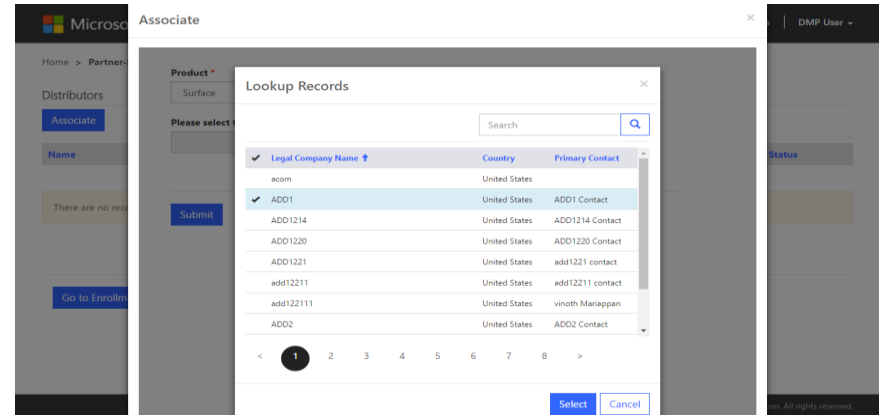 Microso
Associate
×
DMP User
Home > Partner-
Distributors
Associate
Name
Status
There are no reco
Go to Enrollm
Product *
Surface
Please select t
Submit
Lookup Records
×
Search
Legal Company Name Country Primary Contact
acom United States
ADD1 United States ADD1 Contact
ADD1214 United States ADD1214 Contact
ADD1220 United States ADD1220 Contact
ADD1221 United States add1221 contact
add12211 United States add12211 contact
add122111 United States vinoth Mariappan
ADD2 United States ADD2 Contact
< 1 2 3 4 5 6 7 8 >
Select Cancel
on. All rights reserved.